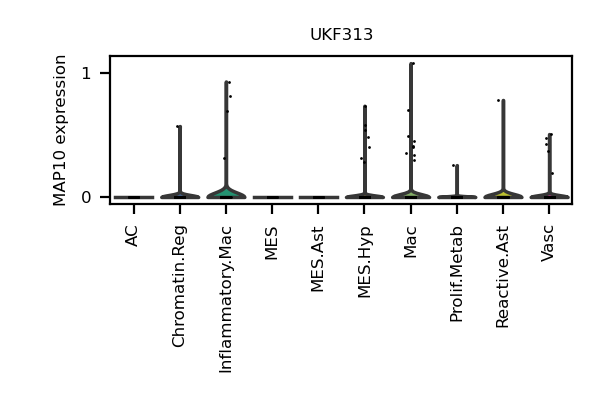 UKF313
MAP10 expression
1
0
AC
Chromatin.Reg
Inflammatory.Mac
MES
MES.Ast
MES.Hyp
Mac
Prolif.Metab
Reactive.Ast
Vasc